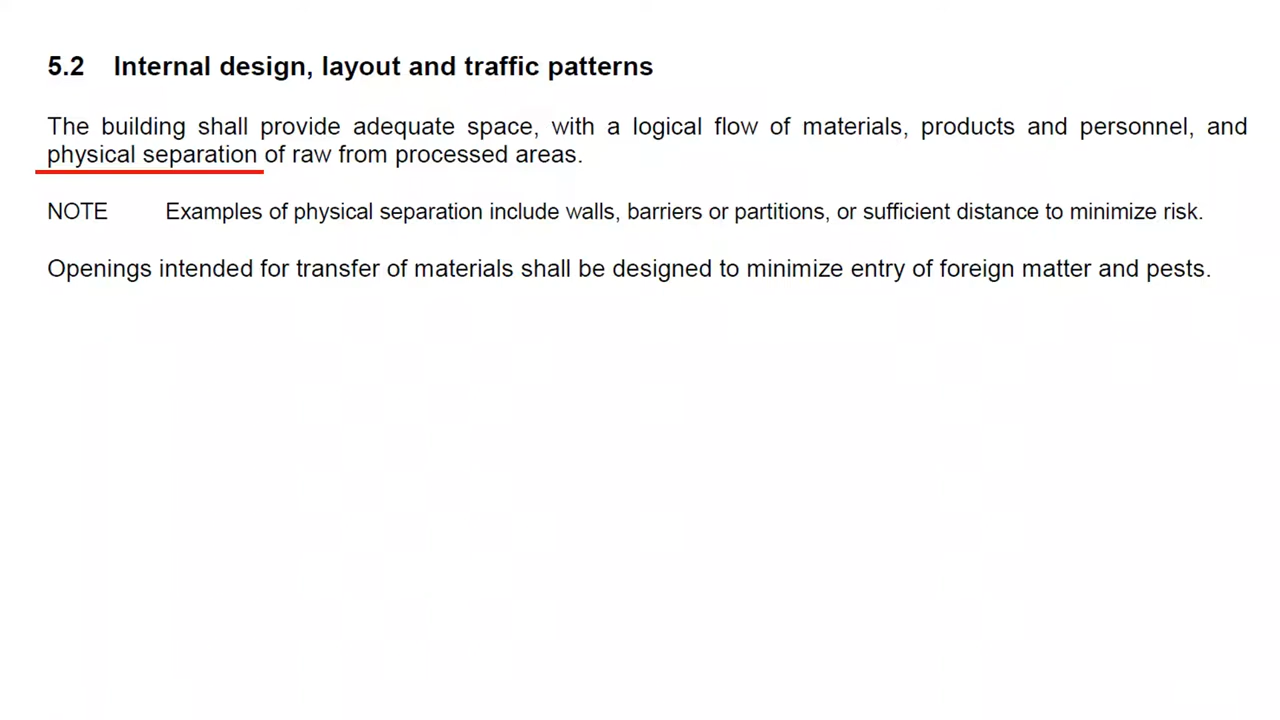 5.2 Internal design, layout and traffic patterns
The building shall provide adequate space, with a logical flow of materials, products and personnel, and
physical separation of raw from processed areas.
NOTE Examples of physical separation include walls, barriers or partitions, or sufficient distance to minimize risk.
Openings intended for transfer of materials shall be designed to minimize entry of foreign matter and pests.